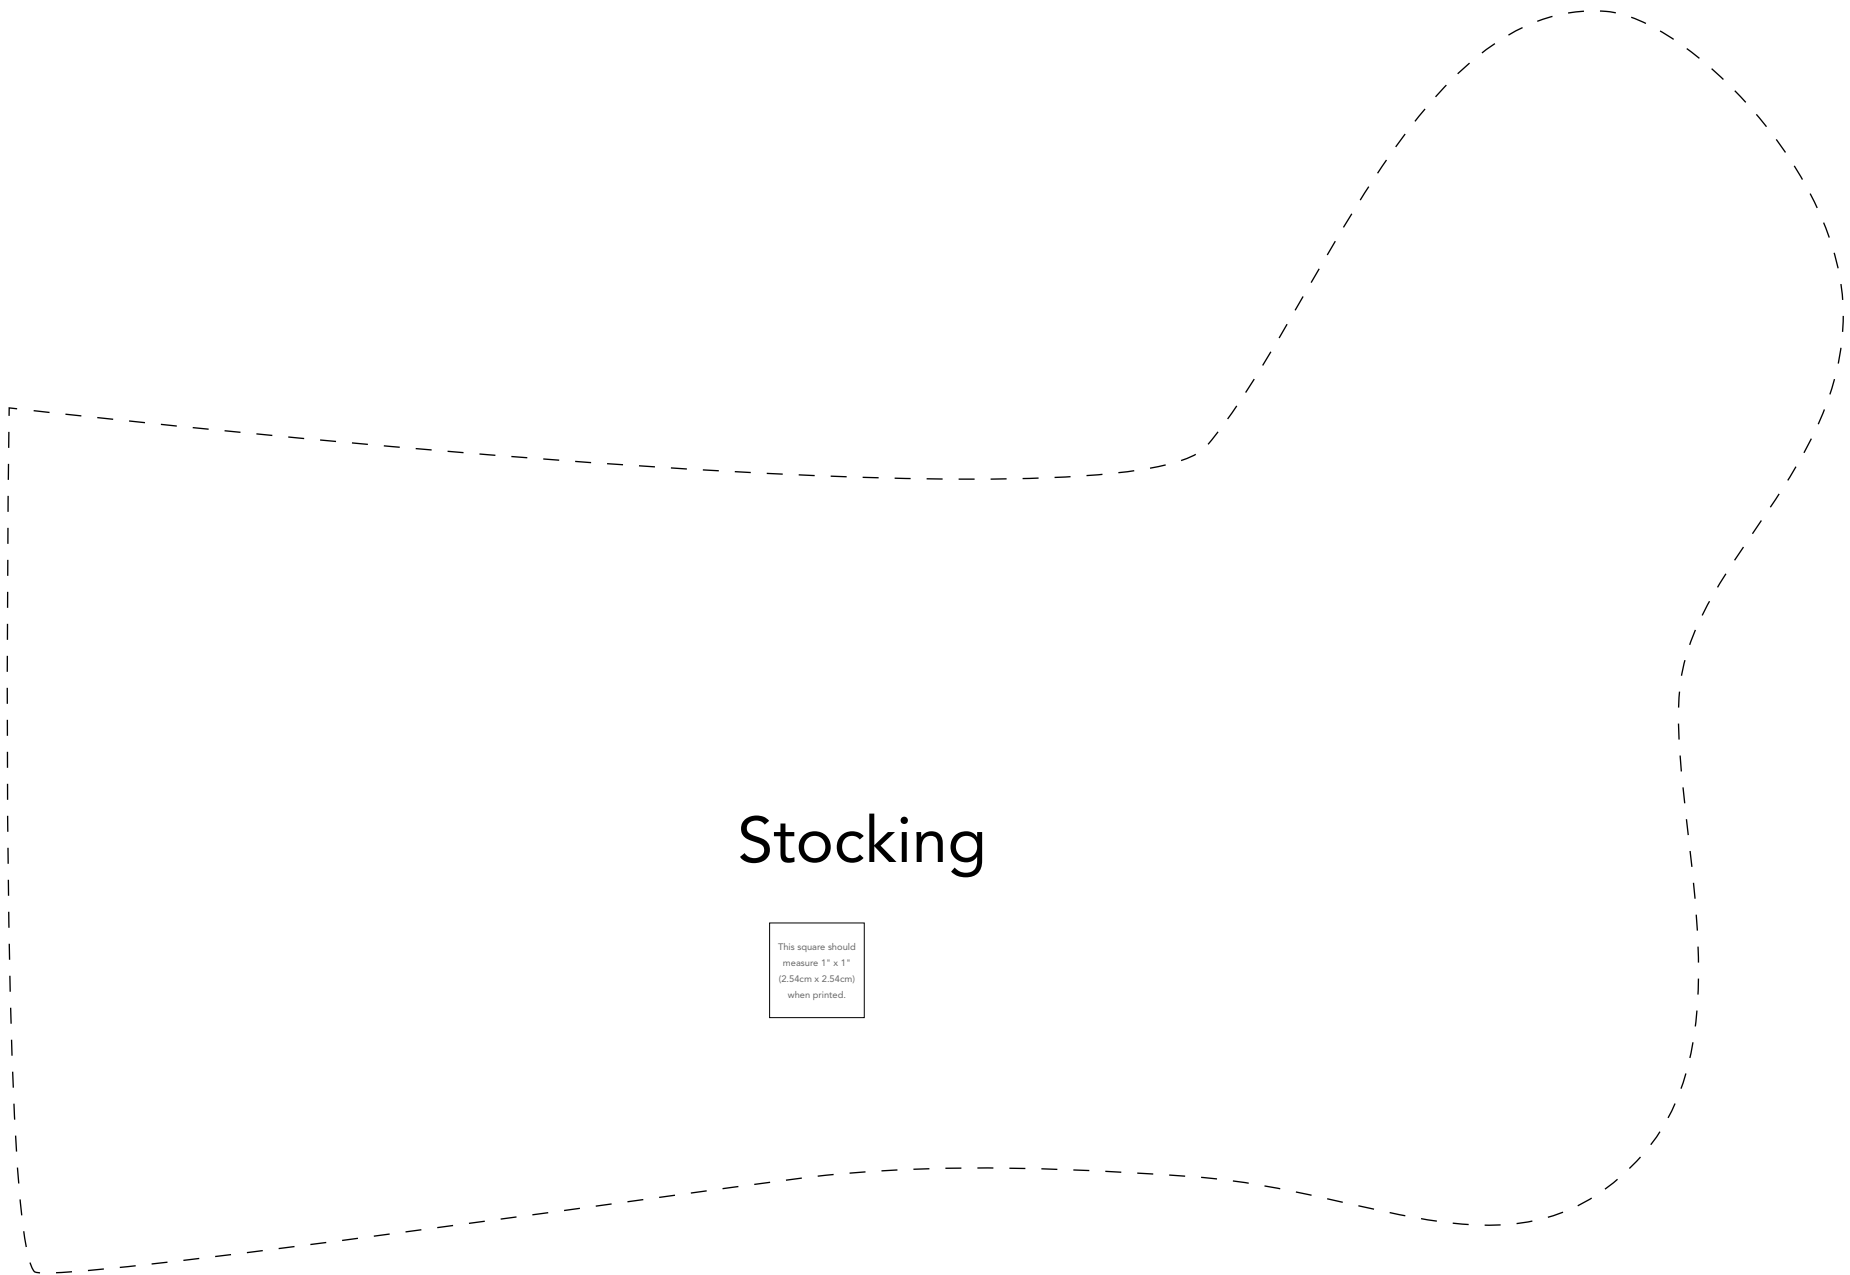 Stocking
This square should
measure 1" x 1"
(2.54cm x 2.54cm)
when printed.